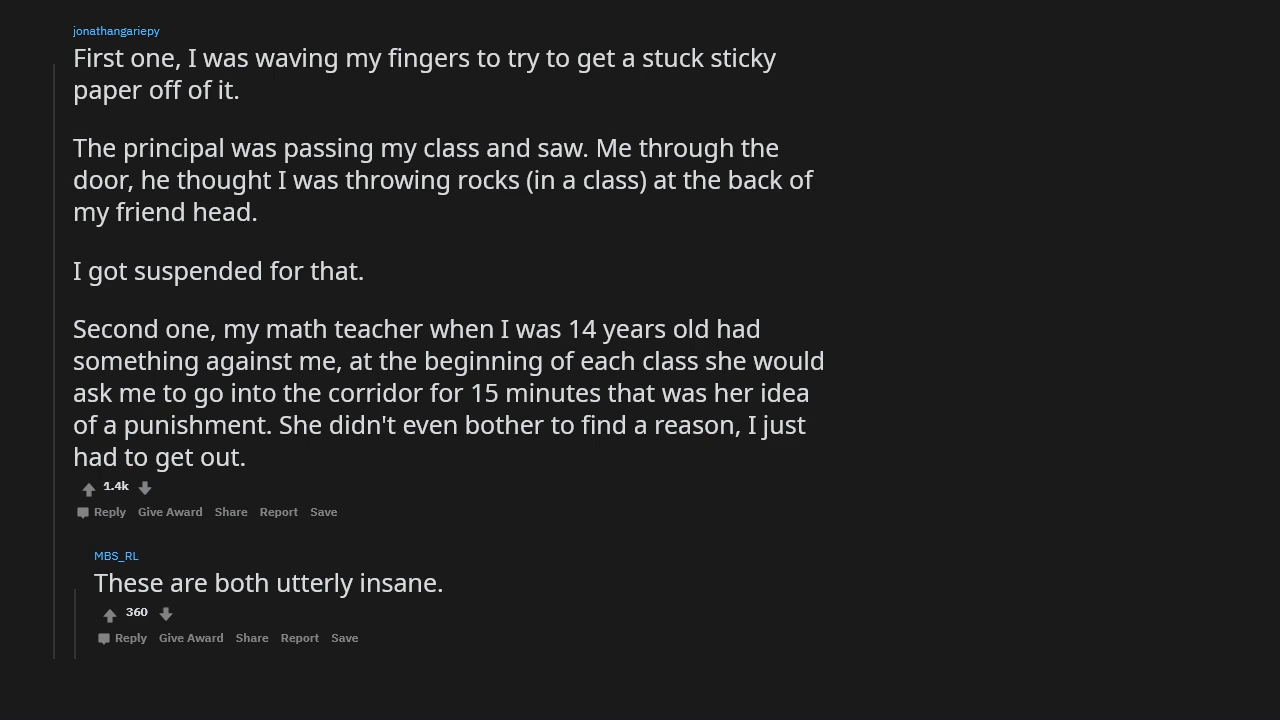 jonathangariepy
First one, I was waving my fingers to try to get a stuck sticky
paper off of it.
The principal was passing my class and saw. Me through the
door, he thought I was throwing rocks (in a class) at the back of
my friend head.
I got suspended for that.
Second one, my math teacher when I was 14 years old had
something against me, at the beginning of each class she would
ask me to go into the corridor for 15 minutes that was her idea
of a punishment. She didn't even bother to find a reason, I just
had to get out.
1.4k
Reply Give Award Share Report Save
MBS_RL
These are both utterly insane.
360
Reply Give Award Share Report Save